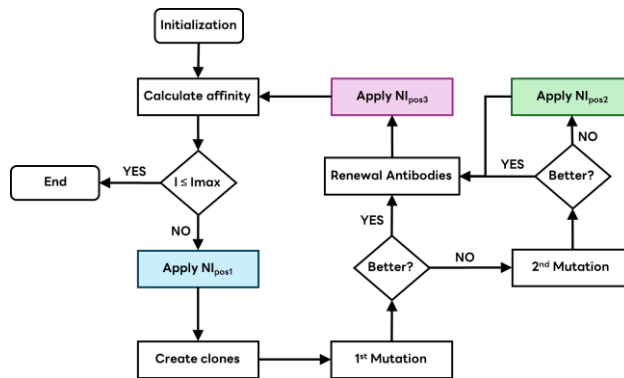 Initialization
Calculate affinity
Apply NIpos3
Apply NIpos2
YES
End
I ≤ Imax
NO
Renewal Antibodies
YES
Better?
NO
YES
Apply NIpos1
Better?
NO
2nd Mutation
Create clones
1st Mutation